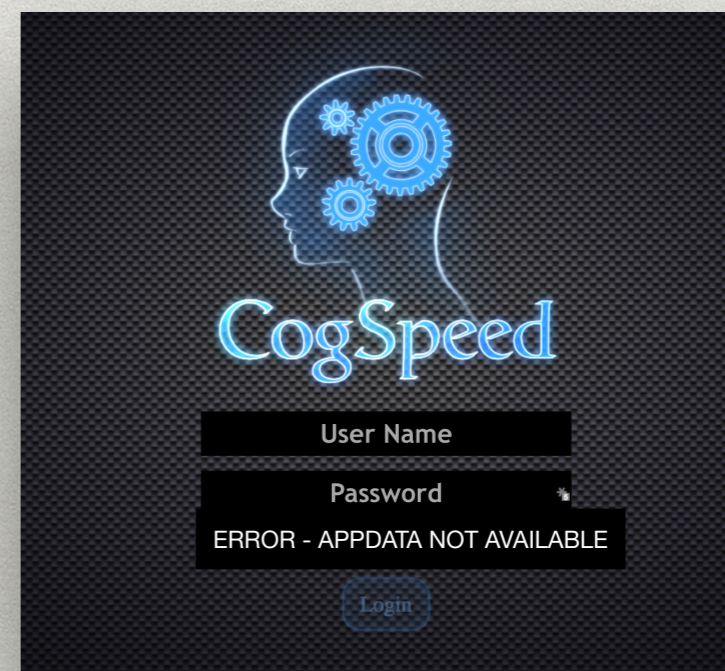 CogSpeed
User Name
Password
ERROR - APPDATA NOT AVAILABLE
Login